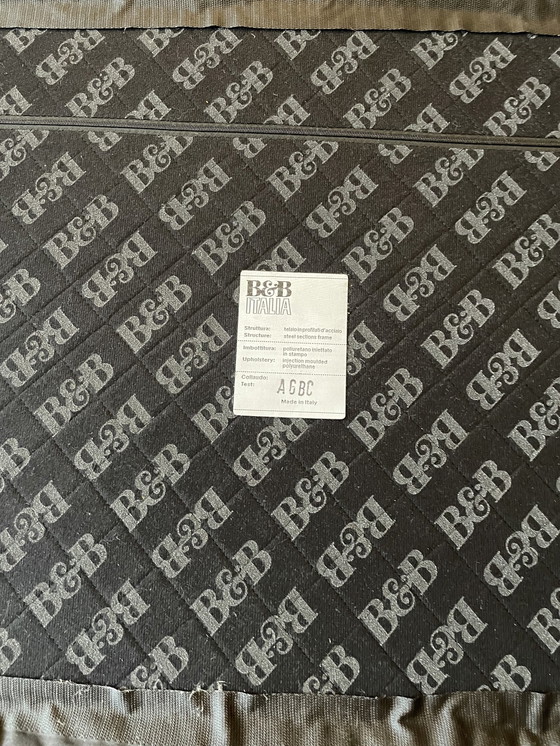 B&B
ITALIA
Struttura: telaio in profilati d'acciaio
Structure: steel sections frame
Imbottitura: poliuretano iniettato
in stampo
Upholstery: injection moulded
polyurethane
Collaudo:
Test: AGBC
Made in Italy